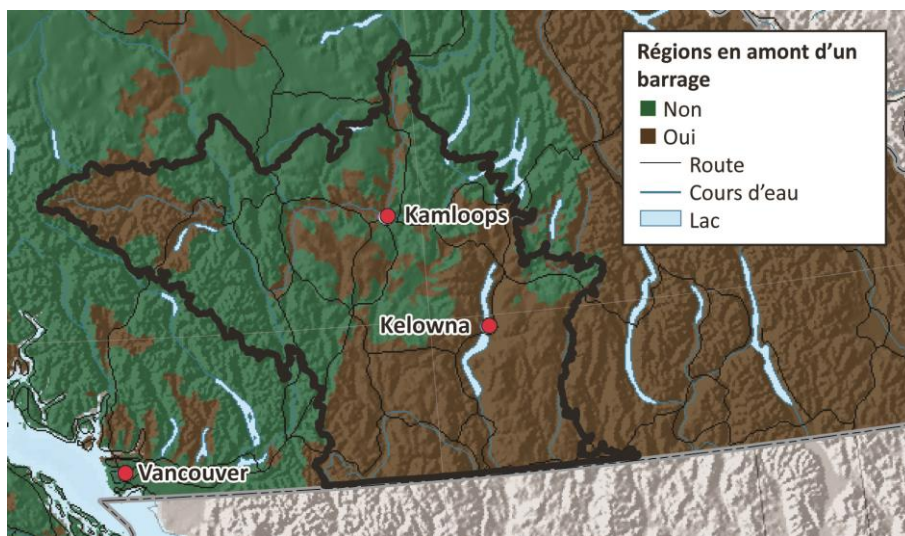 Régions en amont d'un
barrage
Non
Oui
Route
Cours d'eau
Lac
Kamloops
Kelowna
Vancouver